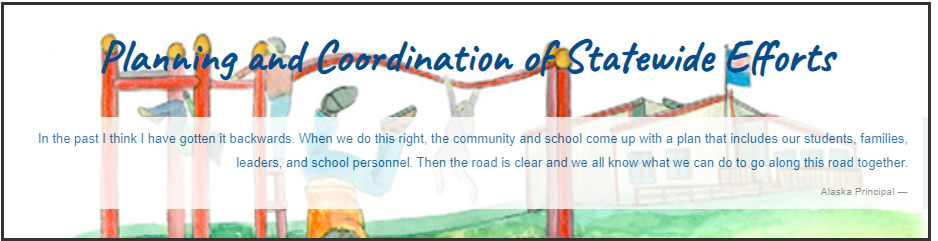 Planning and Coordination of Statewide Efforts
In the past I think I have gotten it backwards. When we do this right, the community and school come up with a plan that includes our students, families,
leaders, and school personnel. Then the road is clear and we all know what we can do to go along this road together.
Alaska Principal —